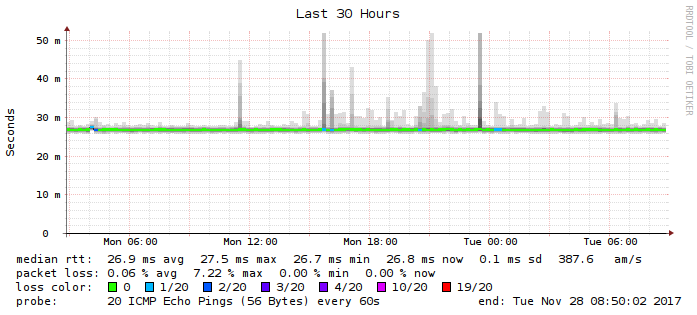 Last 30 Hours
RRDTOOL / TOBI OETIKER
Seconds
50 m
40 m
30 m
20 m
10 m
0
Mon 06:00 Mon 12:00 Mon 18:00 Tue 00:00 Tue 06:00
median rtt: 26.9 ms avg 27.5 ms max 26.7 ms min 26.8 ms now 0.1 ms sd 387.6 am/s
packet loss: 0.06 % avg 7.22 % max 0.00 % min 0.00 % now
loss color: 0 1/20 2/20 3/20 4/20 10/20 19/20
probe: 20 ICMP Echo Pings (56 Bytes) every 60s end: Tue Nov 28 08:50:02 2017